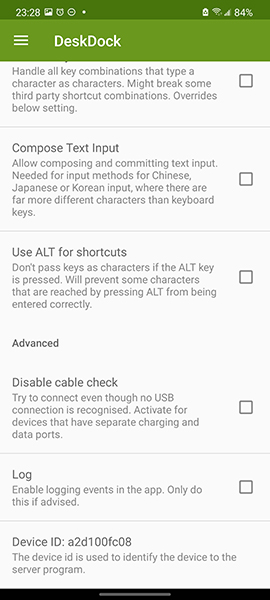 23:28 84%
DeskDock
Handle all key combinations that type a
character as characters. Might break some
third party shortcut combinations. Overrides
below setting.
Compose Text Input
Allow composing and committing text input.
Needed for input methods for Chinese,
Japanese or Korean input, where there are
far more different characters than keyboard
keys.
Use ALT for shortcuts
Don't pass keys as characters if the ALT key
is pressed. Will prevent some characters
that are reached by pressing ALT from being
entered correctly.
Advanced
Disable cable check
Try to connect even though no USB
connection is recognised. Activate for
devices that have separate charging and
data ports.
Log
Enable logging events in the app. Only do
this if advised.
Device ID: a2d100fc08
The device id is used to identify the device to the
server program.